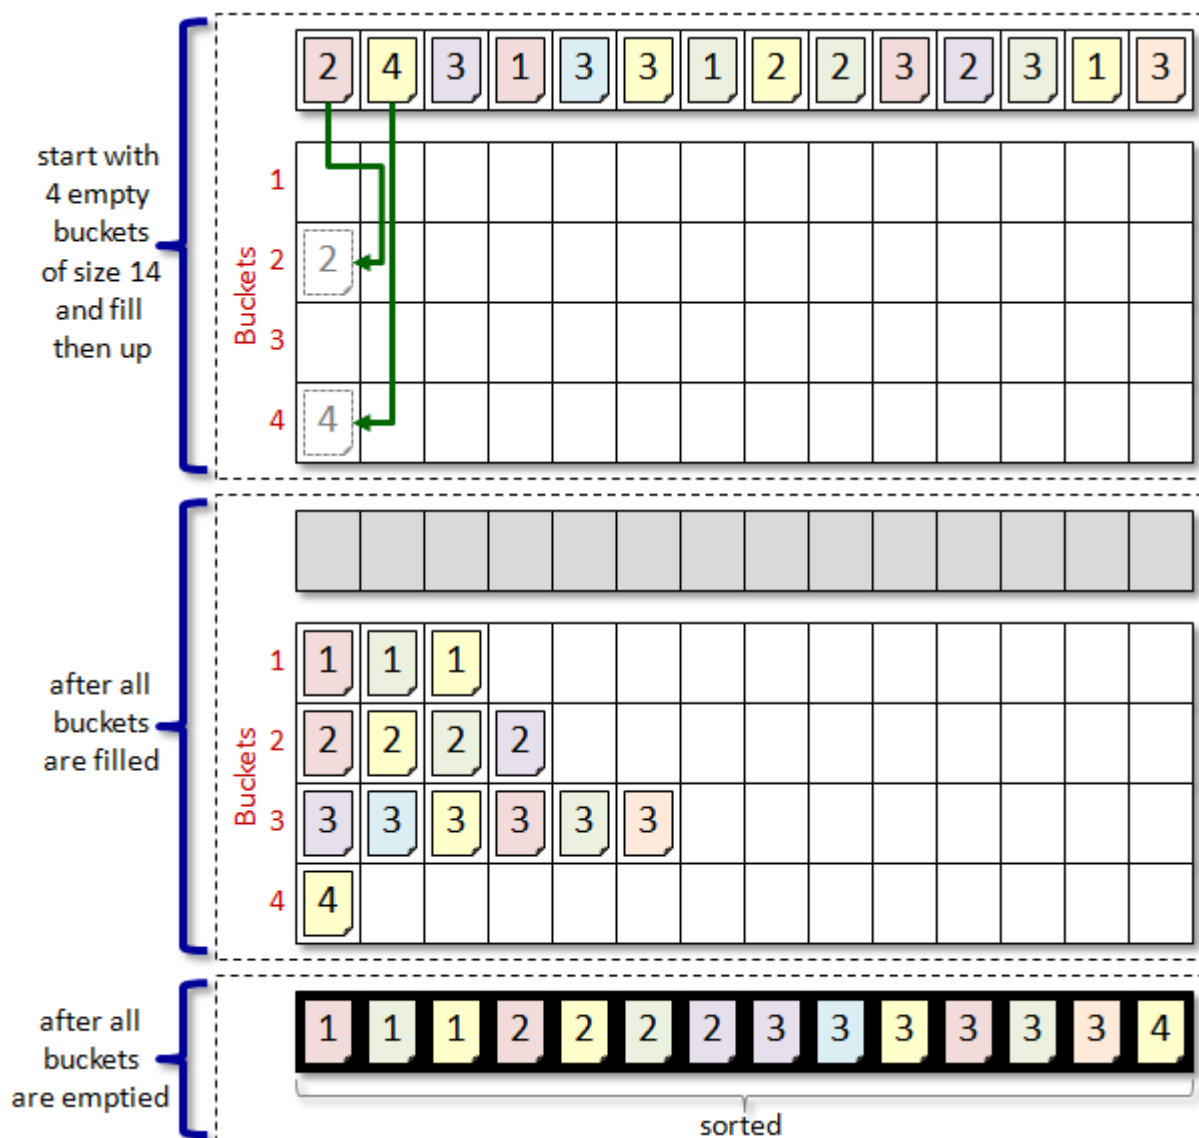 2 4 3 1 3 3 1 2 2 3 2 3 1 3
start with
4 empty
buckets
of size 14
and fill
then up
Buckets
1
2 2
3
4 4
after all
buckets
are filled
Buckets
1 1 1 1
2 2 2 2 2
3 3 3 3 3 3 3
4 4
after all
buckets
are emptied
1 1 1 2 2 2 2 3 3 3 3 3 3 4
sorted